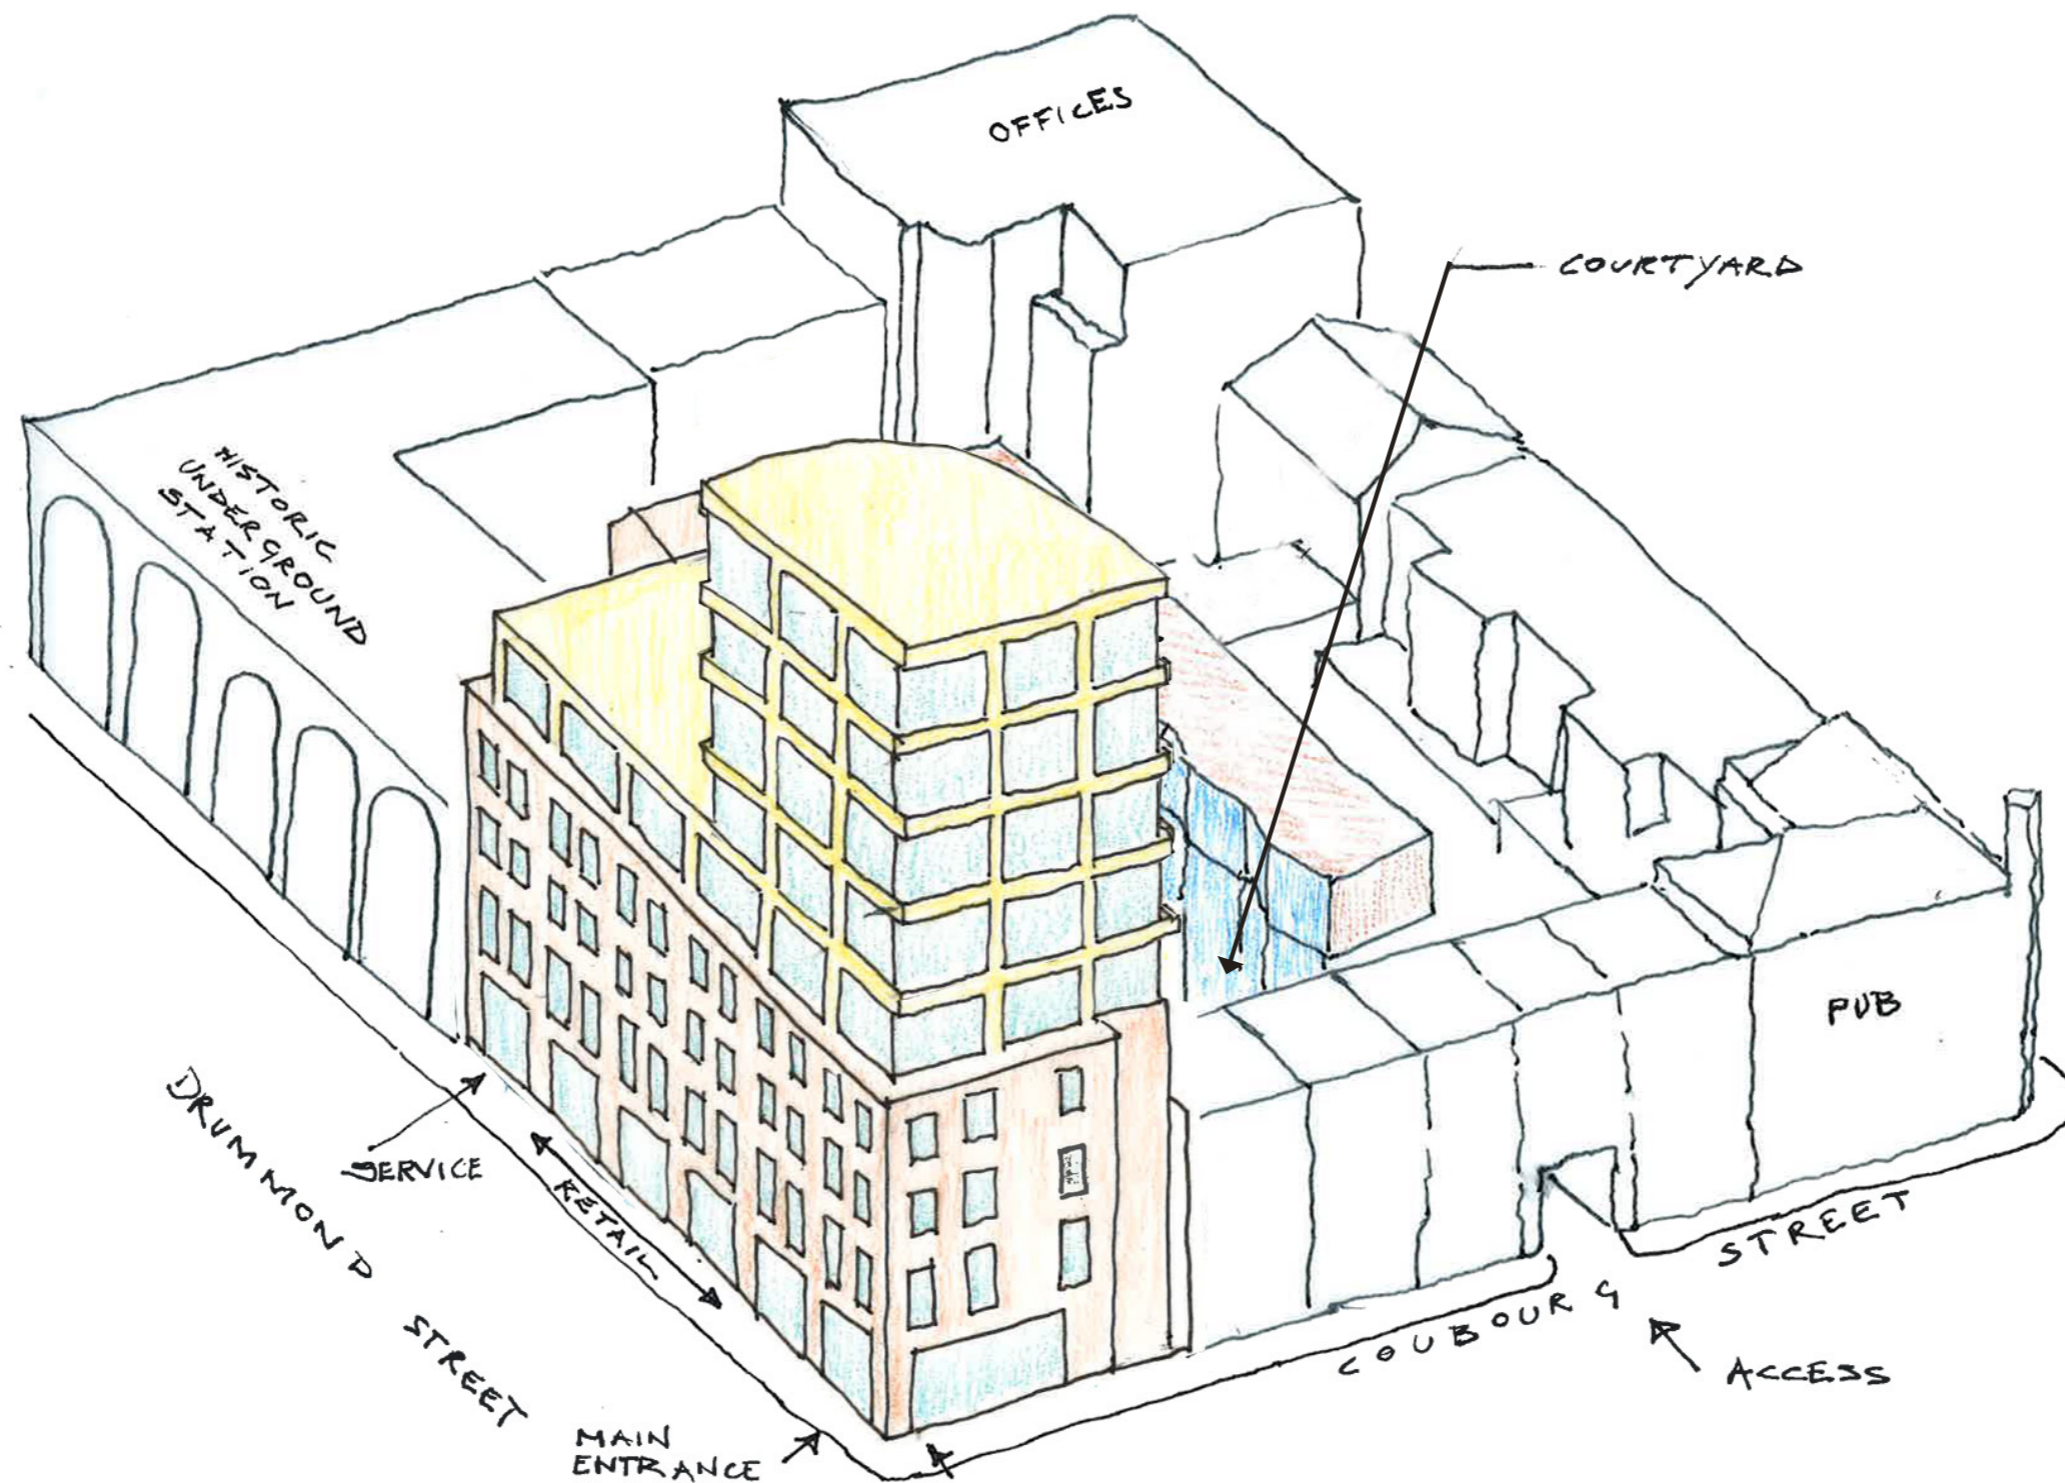 OFFICES
COURTYARD
HISTORIC
UNDERGROUND
STATION
PUB
SERVICE
RETAIL
DRUMMOND STREET
COUBOURG STREET
ACCESS
MAIN
ENTRANCE